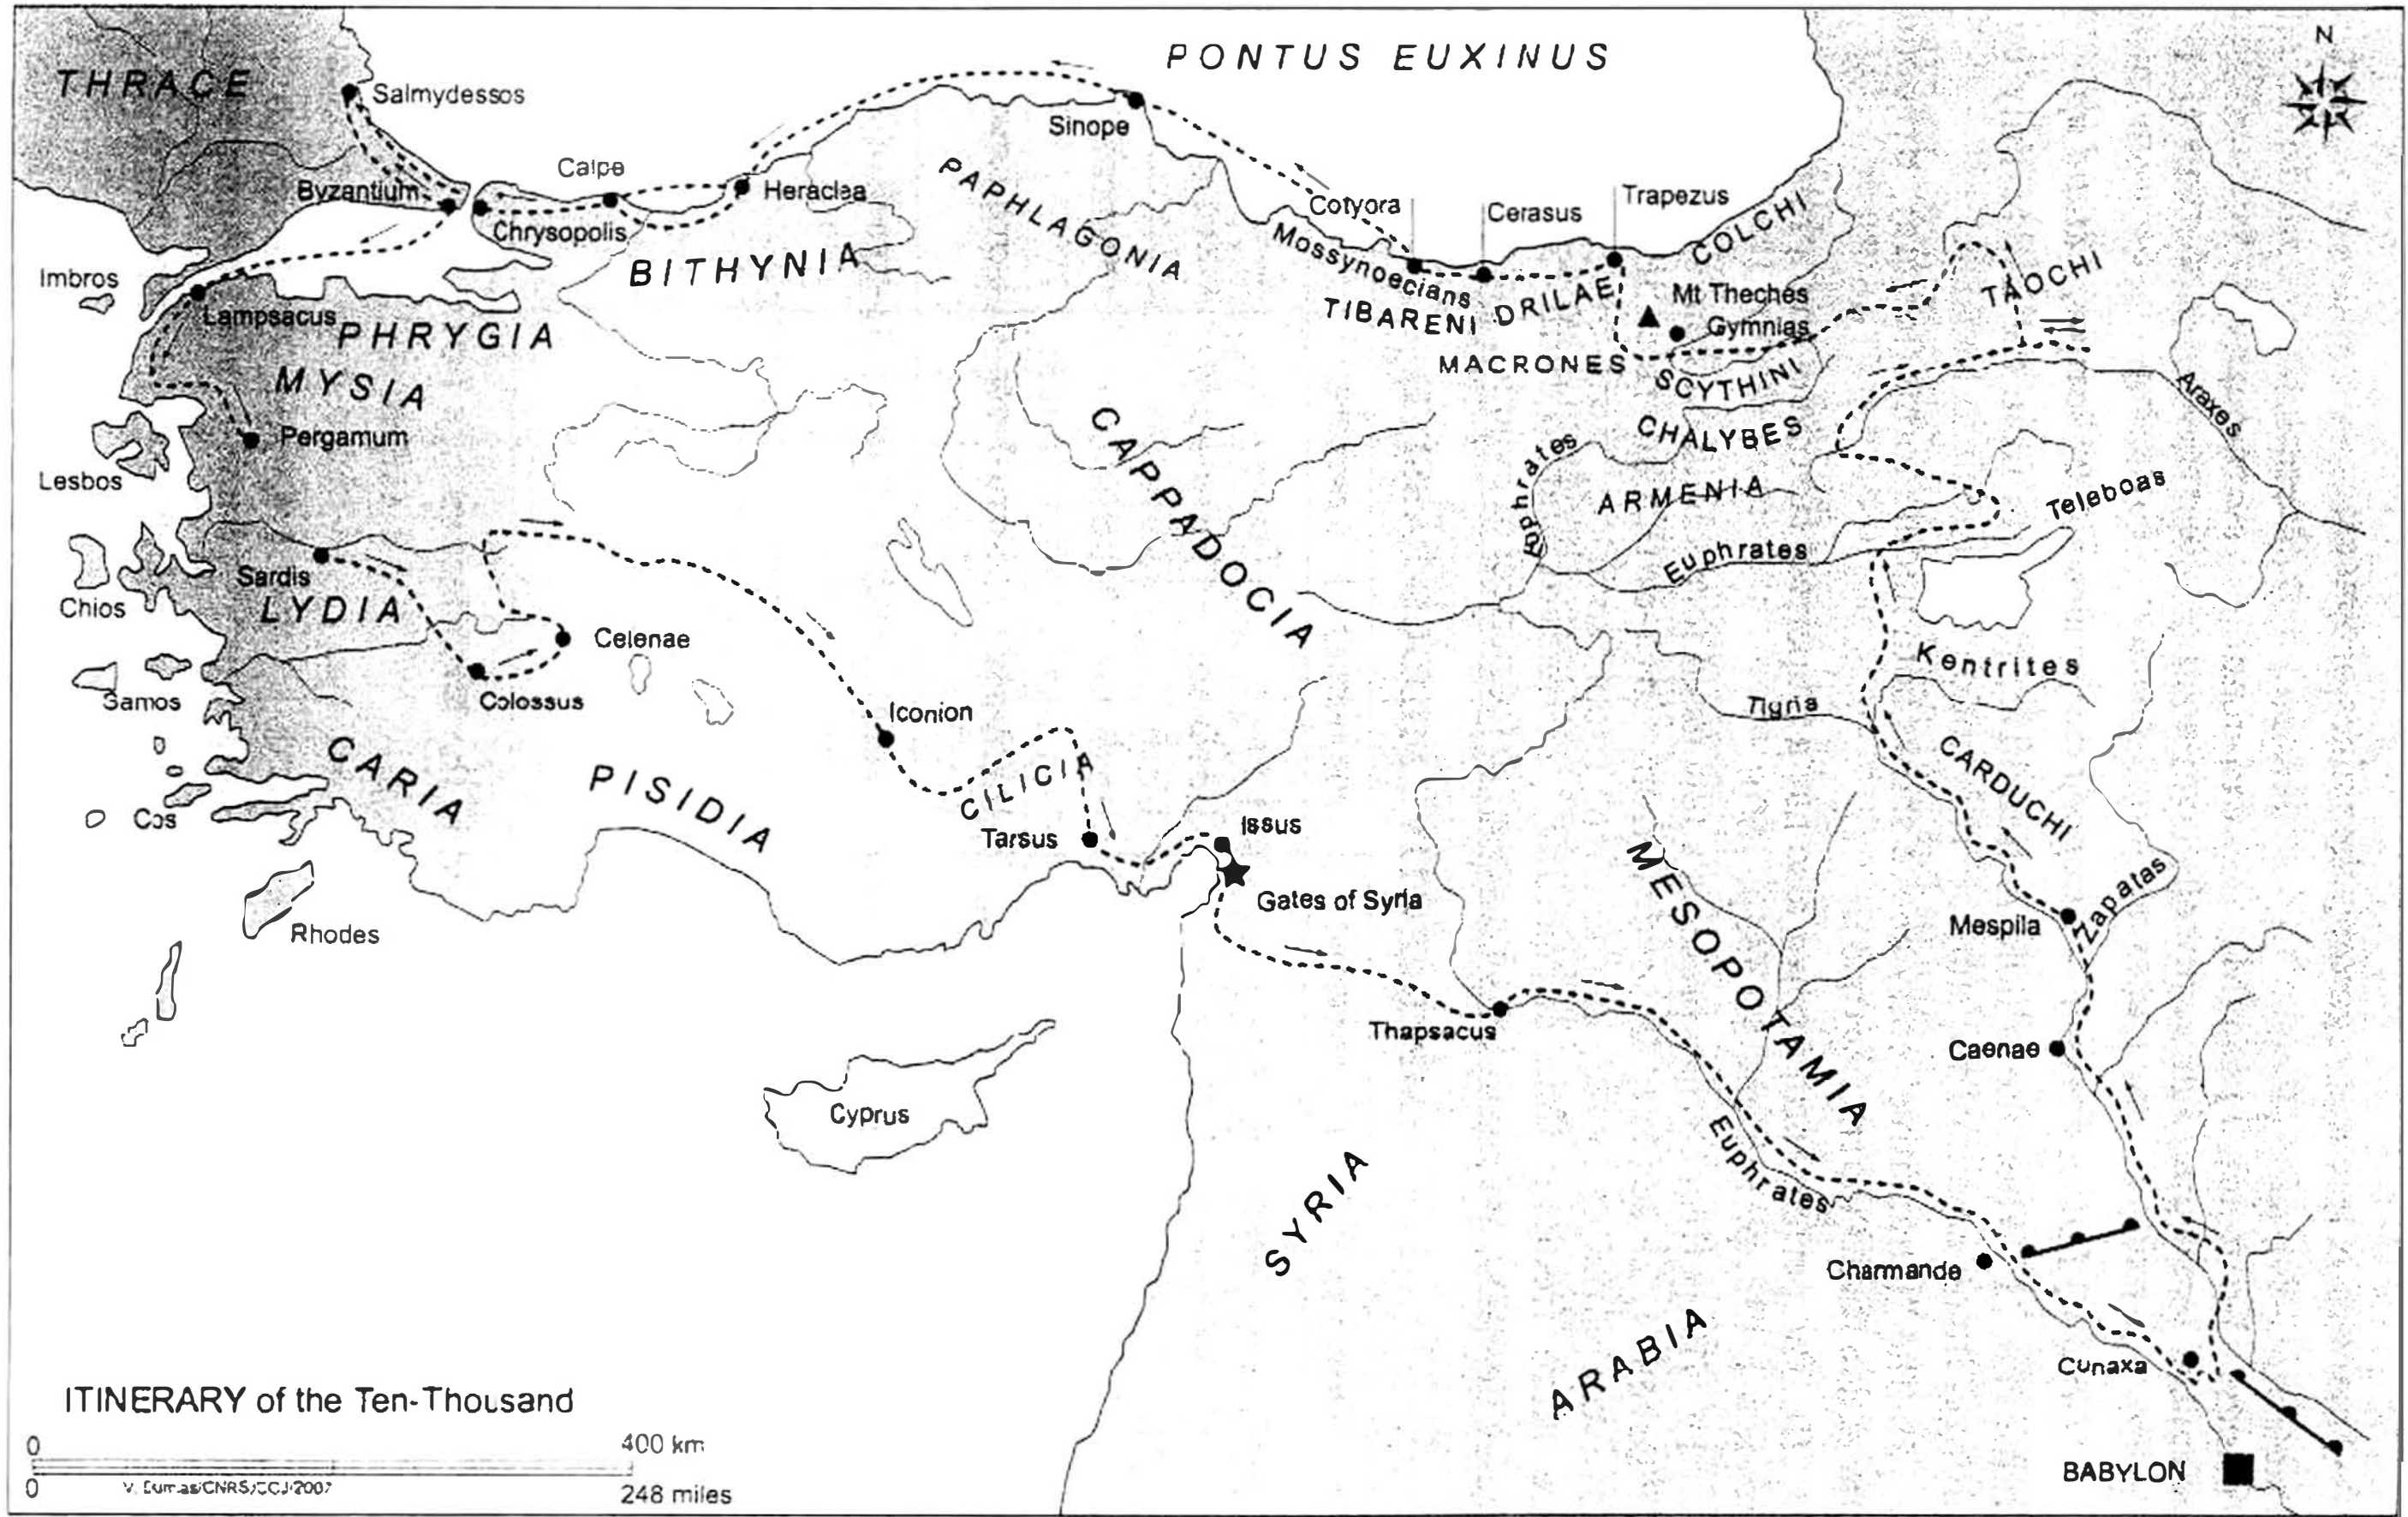 PONTUS EUXINUS
N
THRACE
Salmydessos
Sinope
Calpe
Byzantium
Heraclea
PAPHLAGONIA
Cotyora
Cerasus
Trapezus
COLCHI
Chrysopolis
BITHYNIA
Mossynoecians
TIBARENI
DRILAE
Mt Theches
Gymnias
TAOCHI
Imbros
Lampsacus
PHRYGIA
MACRONES
SCYTHINI
MYSIA
CHALYBES
Araxes
Pergamum
CAPPADOCIA
Euphrates
ARMENIA
Teleboas
Lesbos
Euphrates
Sardis
LYDIA
Chios
Celenae
Kentrites
Samos
Colossus
Iconion
Tigris
CARIA
PISIDIA
CILICIA
CARDUCHI
Cos
Tarsus
Issus
MESOPOTAMIA
Gates of Syria
Zapatas
Mespila
Rhodes
Thapsacus
Caenae
Cyprus
Euphrates
SYRIA
Charmande
ARABIA
Cunaxa
ITINERARY of the Ten-Thousand
0
400 km
V. Dumas/CNRS/CCJ/2007
0
248 miles
BABYLON